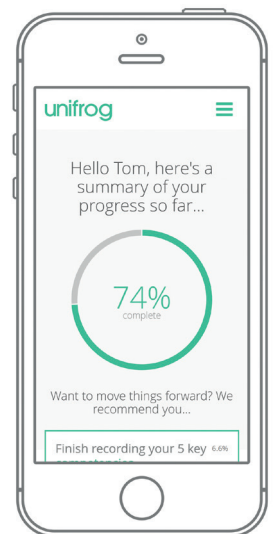 unifrog
Hello Tom, here's a
summary of your
progress so far...
74%
complete
Want to move things forward? We
recommend you...
Finish recording your 5 key 6.6%
competencies